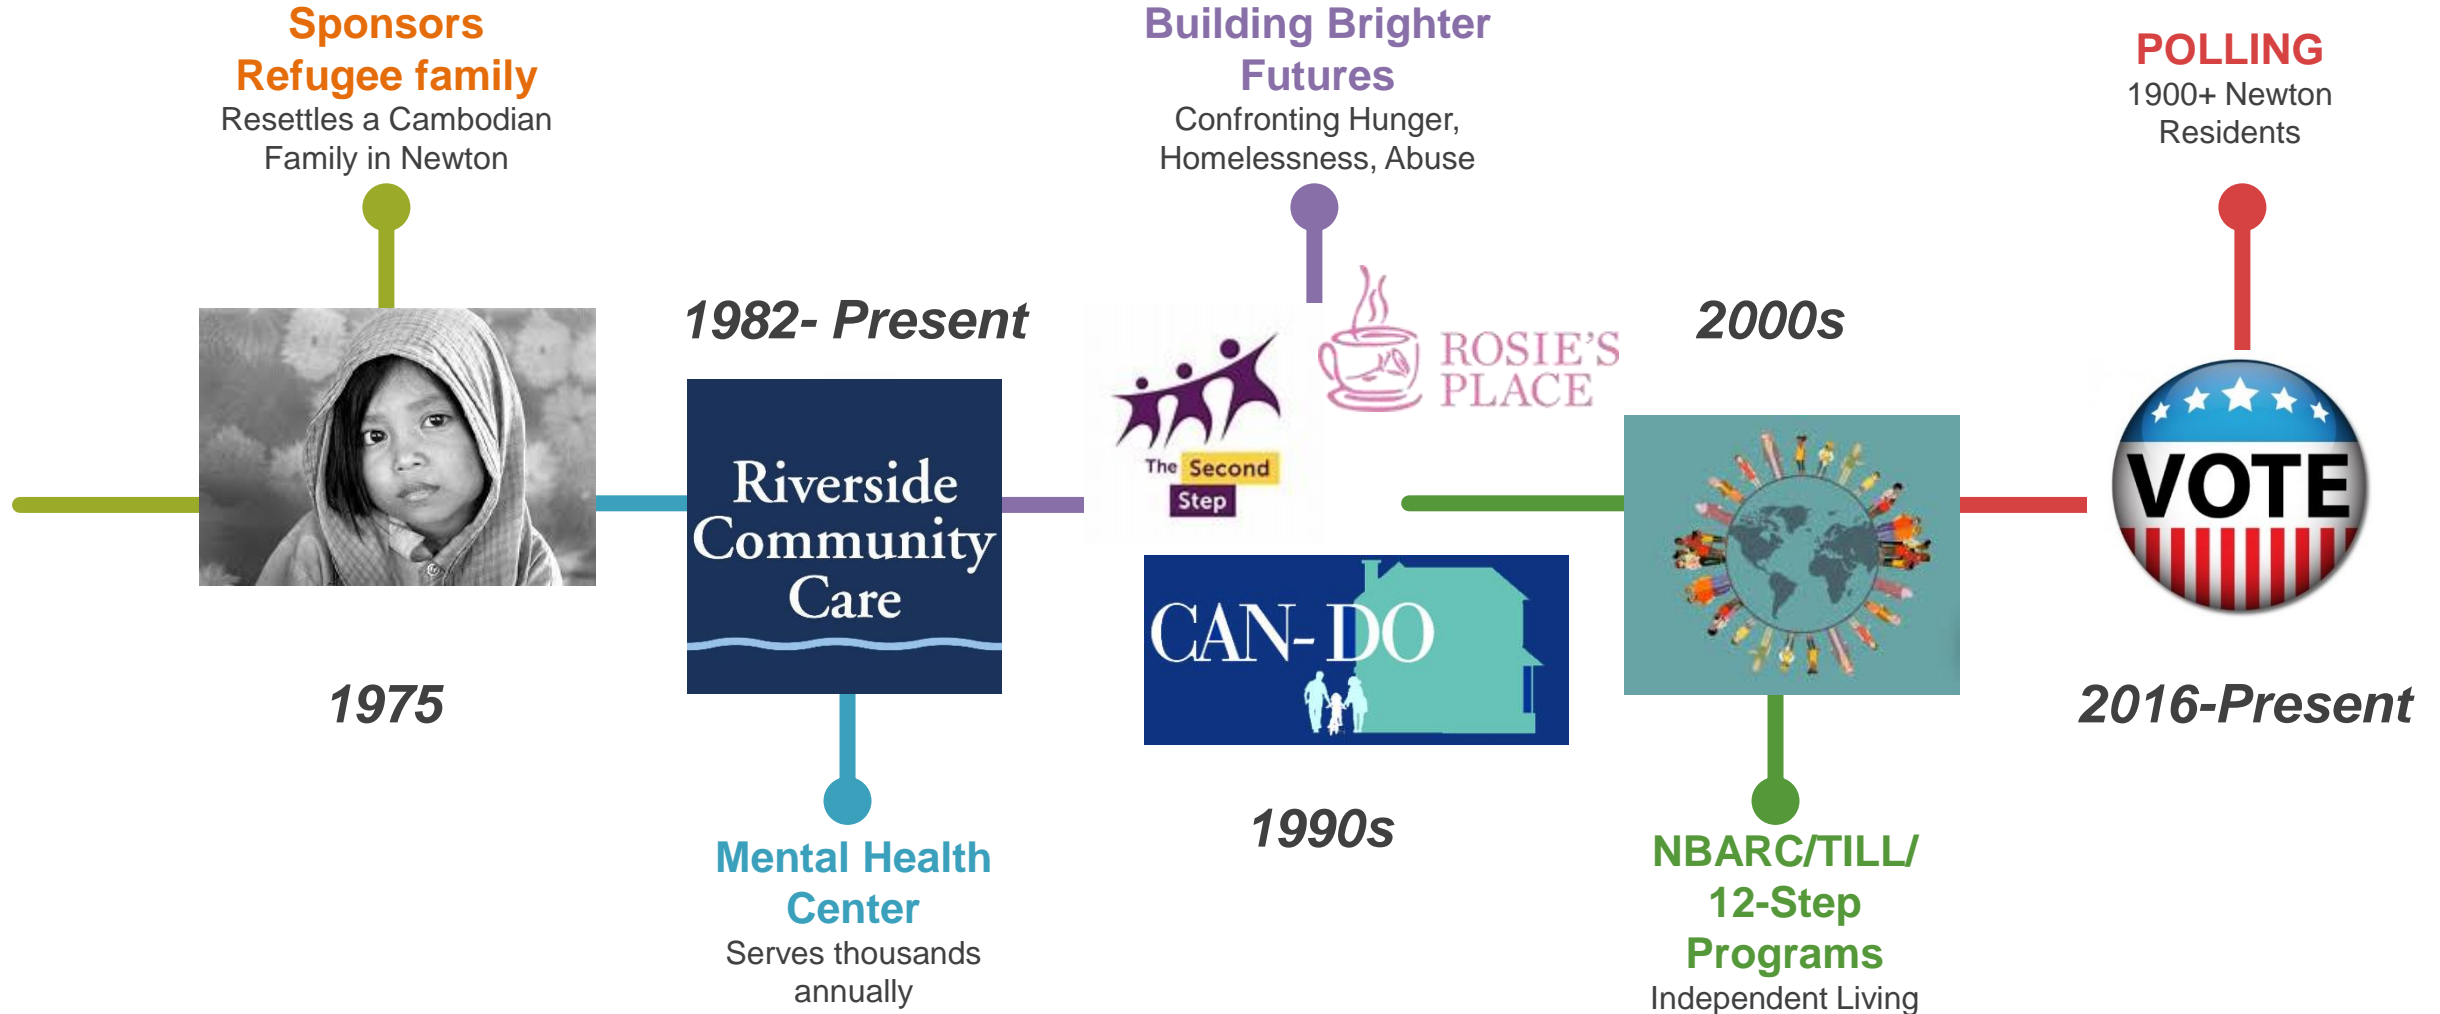 Sponsors
Refugee family
Resettles a Cambodian
Family in Newton
1975
1982- Present
Riverside
Community
Care
Mental Health
Center
Serves thousands
annually
Building Brighter
Futures
Confronting Hunger,
Homelessness, Abuse
ROSIE'S
PLACE
The Second
Step
CAN-DO
1990s
2000s
NBARC/TILL/
12-Step
Programs
Independent Living
POLLING
1900+ Newton
Residents
VOTE
2016-Present